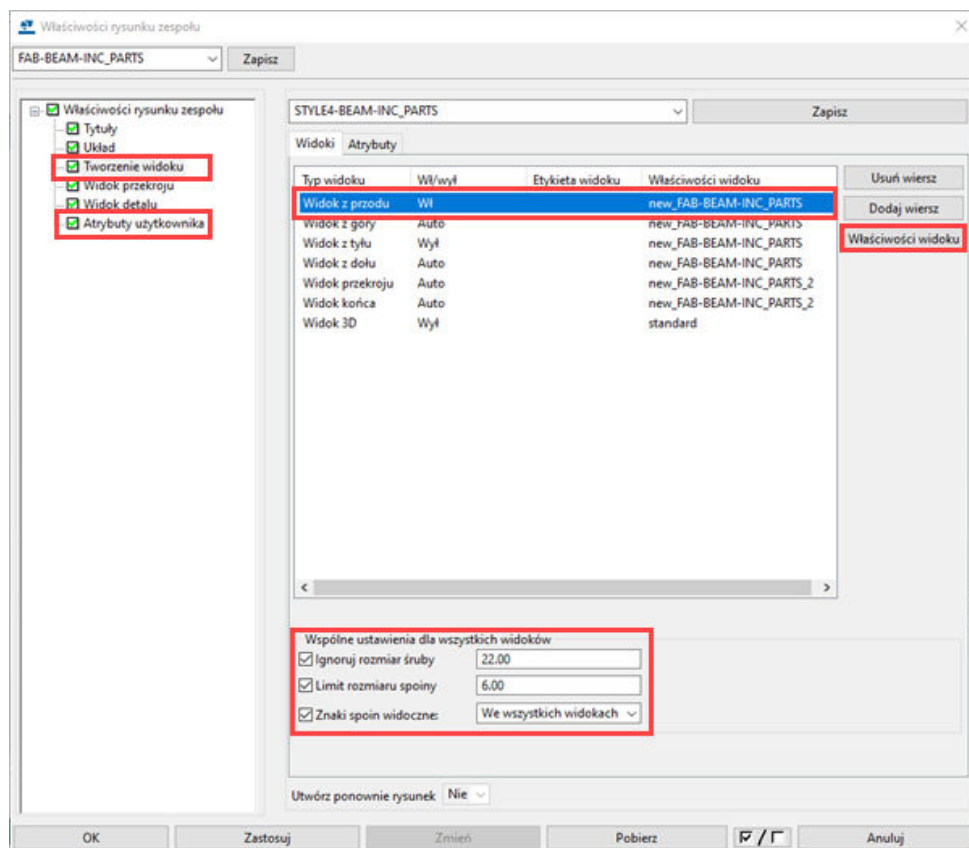 Właściwości rysunku zespołu
FAB-BEAM-INC_PARTS Zapisz
Właściwości rysunku zespołu
Tytuły
Układ
Tworzenie widoku
Widok przekroju
Widok detalu
Atrybuty użytkownika
STYLE4-BEAM-INC_PARTS Zapisz
Widoki Atrybuty
Typ widoku Wł/wył Etykieta widoku Właściwości widoku
Widok z przodu Wł new_FAB-BEAM-INC_PARTS
Widok z góry Auto new_FAB-BEAM-INC_PARTS
Widok z tyłu Wył new_FAB-BEAM-INC_PARTS
Widok z dołu Auto new_FAB-BEAM-INC_PARTS
Widok przekroju Auto new_FAB-BEAM-INC_PARTS_2
Widok końca Auto new_FAB-BEAM-INC_PARTS_2
Widok 3D Wył standard
Usuń wiersz
Dodaj wiersz
Właściwości widoku
Wspólne ustawienia dla wszystkich widoków
Ignoruj rozmiar śruby 22.00
Limit rozmiaru spoiny 6.00
Znaki spoin widoczne: We wszystkich widokach
Utwórz ponownie rysunek Nie
OK Zastosuj Zmień Pobierz / Anuluj